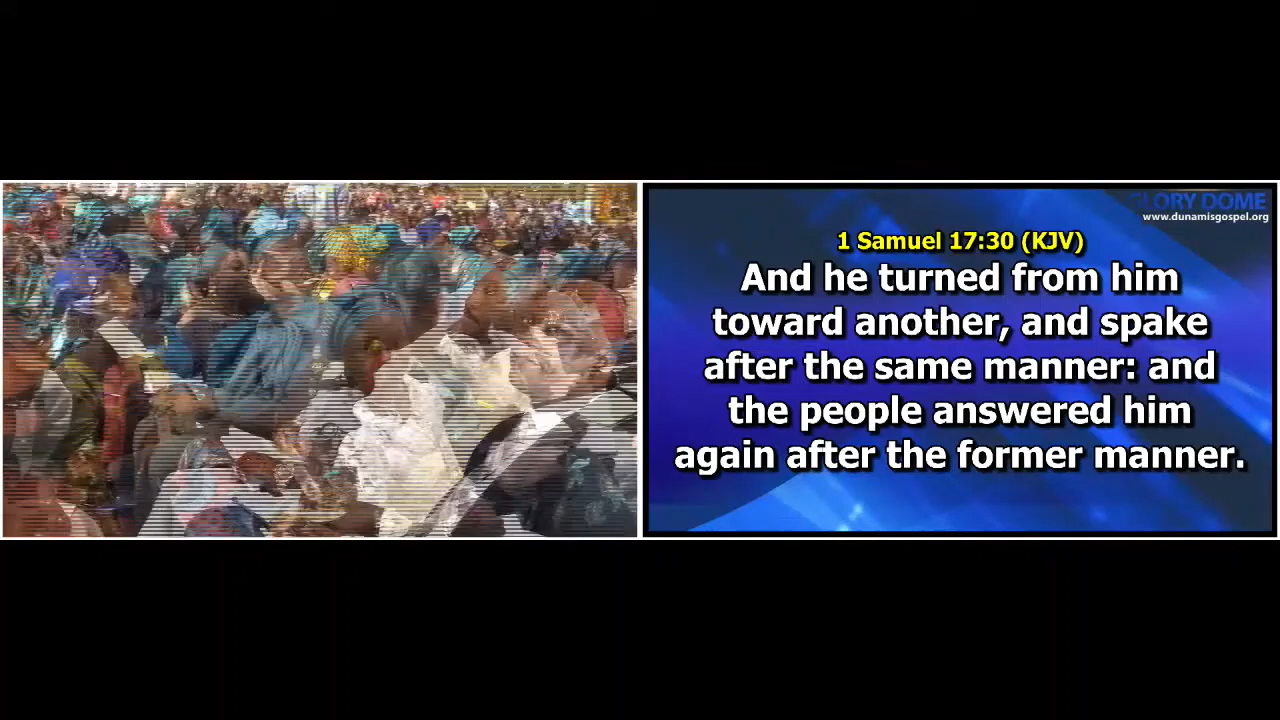 GLORY DOME
www.dunamisgospel.org
1 Samuel 17:30 (KJV)
And he turned from him
toward another, and spake
after the same manner: and
the people answered him
again after the former manner.